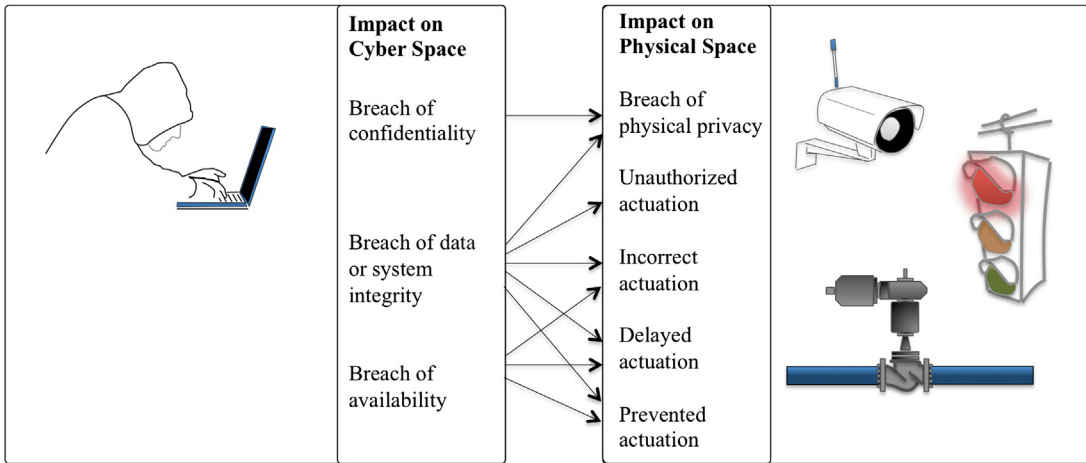 Impact on
Cyber Space
Breach of
confidentiality
Breach of data
or system
integrity
Breach of
availability
Impact on
Physical Space
Breach of
physical privacy
Unauthorized
actuation
Incorrect
actuation
Delayed
actuation
Prevented
actuation